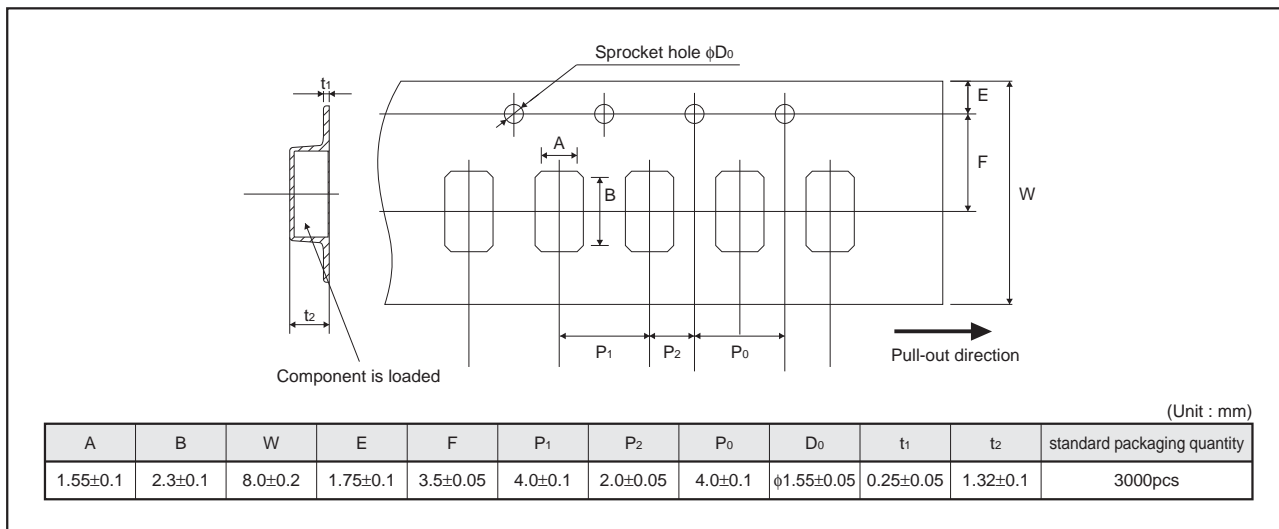 Sprocket hole ϕD0
t1
E
A
F
B
W
t2
P1
P2
P0
Pull-out direction
Component is loaded
(Unit : mm)
A B W E F P1 P2 P0 D0 t1 t2 standard packaging quantity
1.55±0.1 2.3±0.1 8.0±0.2 1.75±0.1 3.5±0.05 4.0±0.1 2.0±0.05 4.0±0.1 ϕ1.55±0.05 0.25±0.05 1.32±0.1 3000pcs